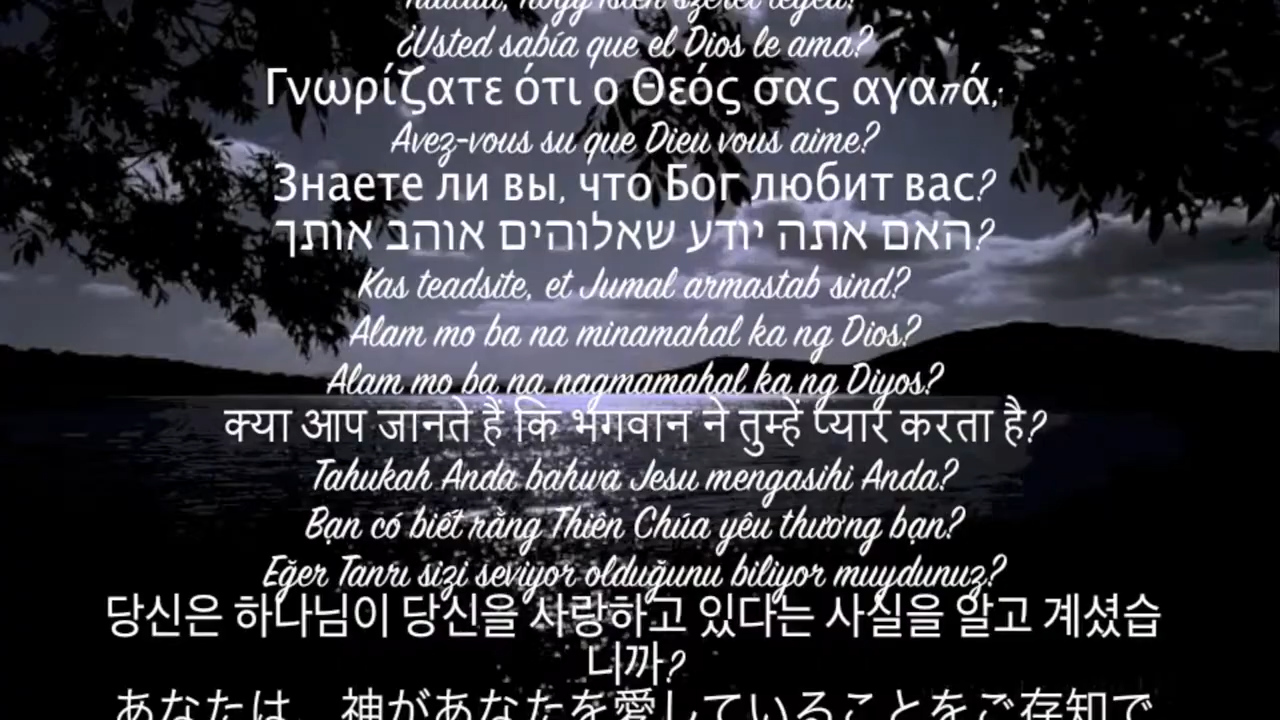 ¿Usted sabía que el Dios le ama?
Γνωρίζατε ότι ο Θεός σας αγαπά;
Avez-vous su que Dieu vous aime?
Знаете ли вы, что Бог любит вас?
האם אתה יודע שאלוהים אוהב אותך?
Kas teadsite, et Jumal armastab sind?
Alam mo ba na minamahal ka ng Dios?
Alam mo ba na nagmamahal ka ng Diyos?
क्या आप जानते हैं कि भगवान ने तुम्हें प्यार करता है?
Tahukah Anda bahwa Jesu mengasihi Anda?
Bạn có biết rằng Thiên Chúa yêu thương bạn?
Eğer Tanrı sizi seviyor olduğunu biliyor muydunuz?
당신은 하나님이 당신을 사랑하고 있다는 사실을 알고 계셨습
니까?
あなたは、神があなたを愛していることをご存知で